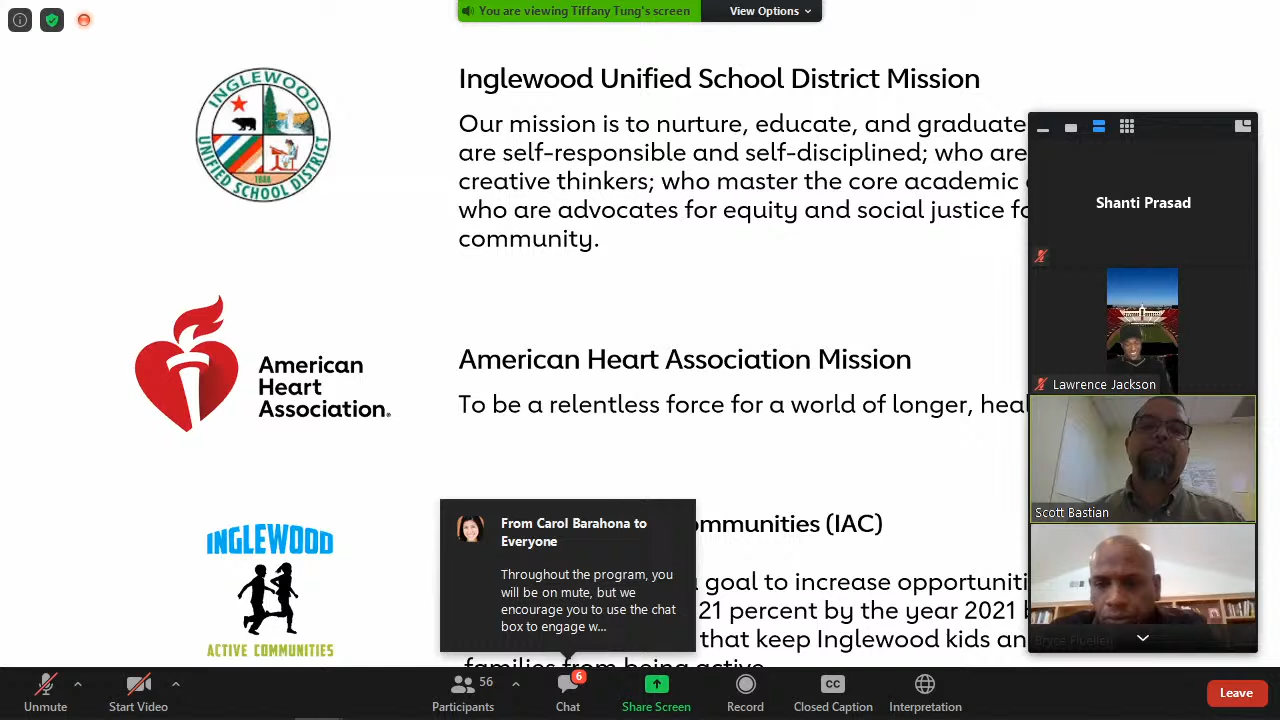 You are viewing Tiffany Tung's screen
View Options
INGLEWOOD
UNIFIED SCHOOL DISTRICT
1888
Inglewood Unified School District Mission
Our mission is to nurture, educate, and graduate
are self-responsible and self-disciplined; who are
creative thinkers; who master the core academic
who are advocates for equity and social justice
community.
American
Heart
Association®
American Heart Association Mission
To be a relentless force for a world of longer,
INGLEWOOD
ACTIVE COMMUNITIES
ommunities (IAC)
goal to increase
21 percent by the year 2021
that keep Inglewood kids
families from being active
From Carol Barahona to
Everyone
Throughout the program, you
will be on mute, but we
encourage you to use the chat
box to engage w...
Shanti Prasad
Lawrence Jackson
Scott Bastian
Unmute
Start Video
56
Participants
6
Chat
Share Screen
Record
CC
Closed Caption
Interpretation
Leave